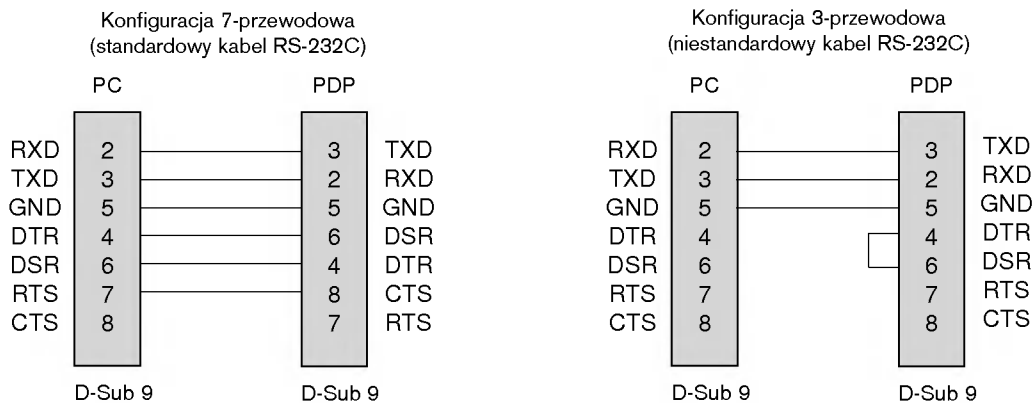 Konfiguracja 7-przewodowa
(standardowy kabel RS-232C)
PC PDP
RXD 2 3 TXD
TXD 3 2 RXD
GND 5 5 GND
DTR 4 6 DSR
DSR 6 4 DTR
RTS 7 8 CTS
CTS 8 7 RTS
D-Sub 9 D-Sub 9
Konfiguracja 3-przewodowa
(niestandardowy kabel RS-232C)
PC PDP
RXD 2 3 TXD
TXD 3 2 RXD
GND 5 5 GND
DTR 4 4 DTR
DSR 6 6 DSR
RTS 7 7 RTS
CTS 8 8 CTS
D-Sub 9 D-Sub 9